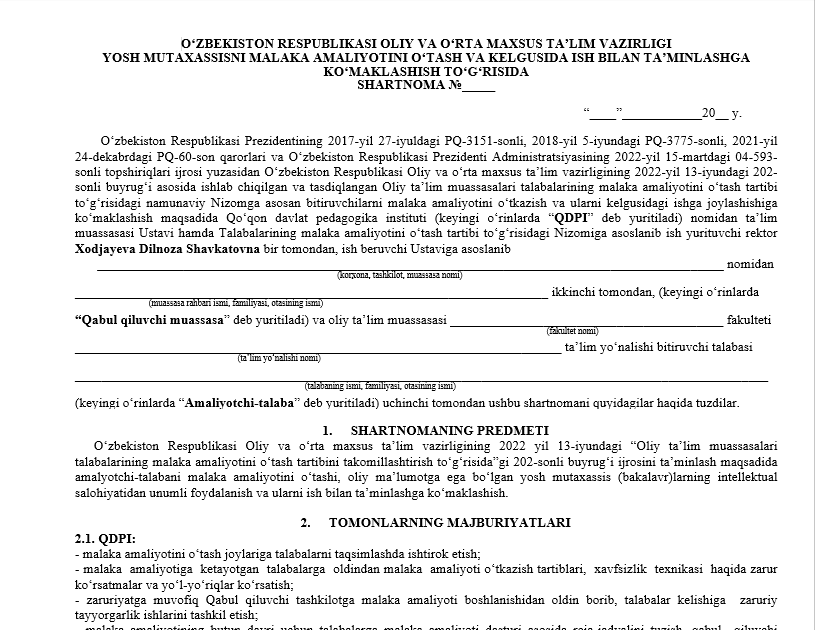 O‘ZBEKISTON RESPUBLIKASI OLIY VA O‘RTA MAXSUS TA’LIM VAZIRLIGI
YOSH MUTAXASSISNI MALAKA AMALIYOTINI O‘TASH VA KELGUSIDA ISH BILAN TA’MINLASHGA
KO‘MAKLASHISH TO‘G‘RISIDA
SHARTNOMA №_____
“____”____________20__ y.
O‘zbekiston Respublikasi Prezidentining 2017-yil 27-iyuldagi PQ-3151-sonli, 2018-yil 5-iyundagi PQ-3775-sonli, 2021-yil
24-dekabrdagi PQ-60-son qarorlari va O‘zbekiston Respublikasi Prezidenti Administratsiyasining 2022-yil 15-martdagi 04-593-
sonli topshiriqlari ijrosi yuzasidan O‘zbekiston Respublikasi Oliy va o‘rta maxsus ta’lim vazirligining 2022-yil 13-iyundagi 202-
sonli buyrug‘i asosida ishlab chiqilgan va tasdiqlangan Oliy ta’lim muassasalari talabalarining malaka amaliyotini o‘tash tartibi
to‘g‘risidagi namunaviy Nizomga asosan bitiruvchilarni malaka amaliyotini o‘tkazish va ularni kelgusidagi ishga joylashishiga
ko‘maklashish maqsadida Qo‘qon davlat pedagogika instituti (keyingi o‘rinlarda “QDPI” deb yuritiladi) nomidan ta’lim
muassasasi Ustavi hamda Talabalarining malaka amaliyotini o‘tash tartibi to‘g‘risidagi Nizomiga asoslanib ish yurituvchi rektor
Xodjayeva Dilnoza Shavkatovna bir tomondan, ish beruvchi Ustaviga asoslanib
______________________________ nomidan
(korxona, tashkilot, muassasa nomi)
______________________________ ikkinchi tomondan, (keyingi o‘rinlarda
(muassasa rahbari ismi, familiyasi, otasining ismi)
“Qabul qiluvchi muassasa” deb yuritiladi) va oliy ta’lim muassasasi ____________________ fakulteti
(fakultet nomi)
______________________________ ta’lim yo‘nalishi bitiruvchi talabasi
(ta’lim yo‘nalishi nomi)
______________________________
(talabaning ismi, familiyasi, otasining ismi)
(keyingi o‘rinlarda “Amaliyotchi-talaba” deb yuritiladi) uchinchi tomondan ushbu shartnomani quyidagilar haqida tuzdilar.
1. SHARTNOMANING PREDMETI
O‘zbekiston Respublikasi Oliy va o‘rta maxsus ta’lim vazirligining 2022 yil 13-iyundagi “Oliy ta’lim muassasalari
talabalarining malaka amaliyotini o‘tash tartibini takomillashtirish to‘g‘risida”gi 202-sonli buyrug‘i ijrosini ta’minlash maqsadida
amalyotchi-talabani malaka amaliyotini o‘tashi, oliy ma’lumotga ega bo‘lgan yosh mutaxassis (bakalavr)larning intellektual
salohiyatidan unumli foydalanish va ularni ish bilan ta’minlashga ko‘maklashish.
2. TOMONLARNING MAJBURIYATLARI
2.1. QDPI:
- malaka amaliyotini o‘tash joylariga talabalarni taqsimlashda ishtirok etish;
- malaka amaliyotiga ketayotgan talabalarga oldindan malaka amaliyoti o‘tkazish tartiblari, xavfsizlik texnikasi haqida zarur
ko‘rsatmalar va yo‘l-yo‘riqlar ko‘rsatish;
- zaruriyatga muvofiq Qabul qiluvchi tashkilotga malaka amaliyoti boshlanishidan oldin borib, talabalar kelishiga zaruriy
tayyorgarlik ishlarini tashkil etish;